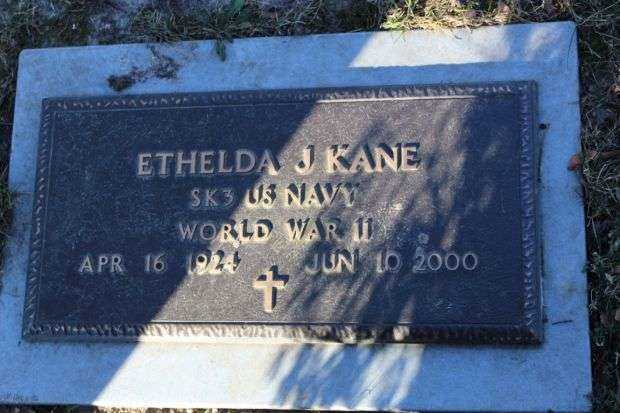 ETHELDA J KANE
SK3 US NAVY
WORLD WAR II
APR 16 1924 JUN 10 2000